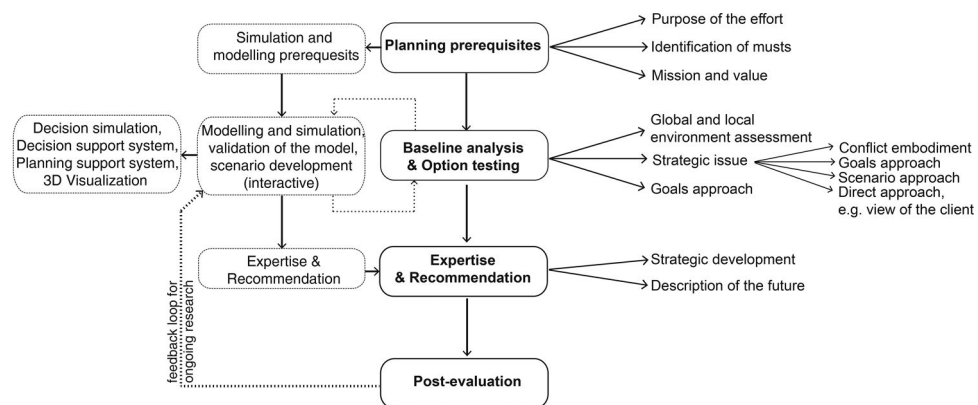 Simulation and
modelling prerequesits
Planning prerequisites
Purpose of the effort
Identification of musts
Mission and value
Decision simulation,
Decision support system,
Planning support system,
3D Visualization
Modelling and simulation,
validation of the model,
scenario development
(interactive)
Baseline analysis
& Option testing
Global and local
environment assessment
Strategic issue
Goals approach
Conflict embodiment
Goals approach
Scenario approach
Direct approach,
e.g. view of the client
Expertise &
Recommendation
Expertise
& Recommendation
Strategic development
Description of the future
feedback loop for
ongoing research
Post-evaluation